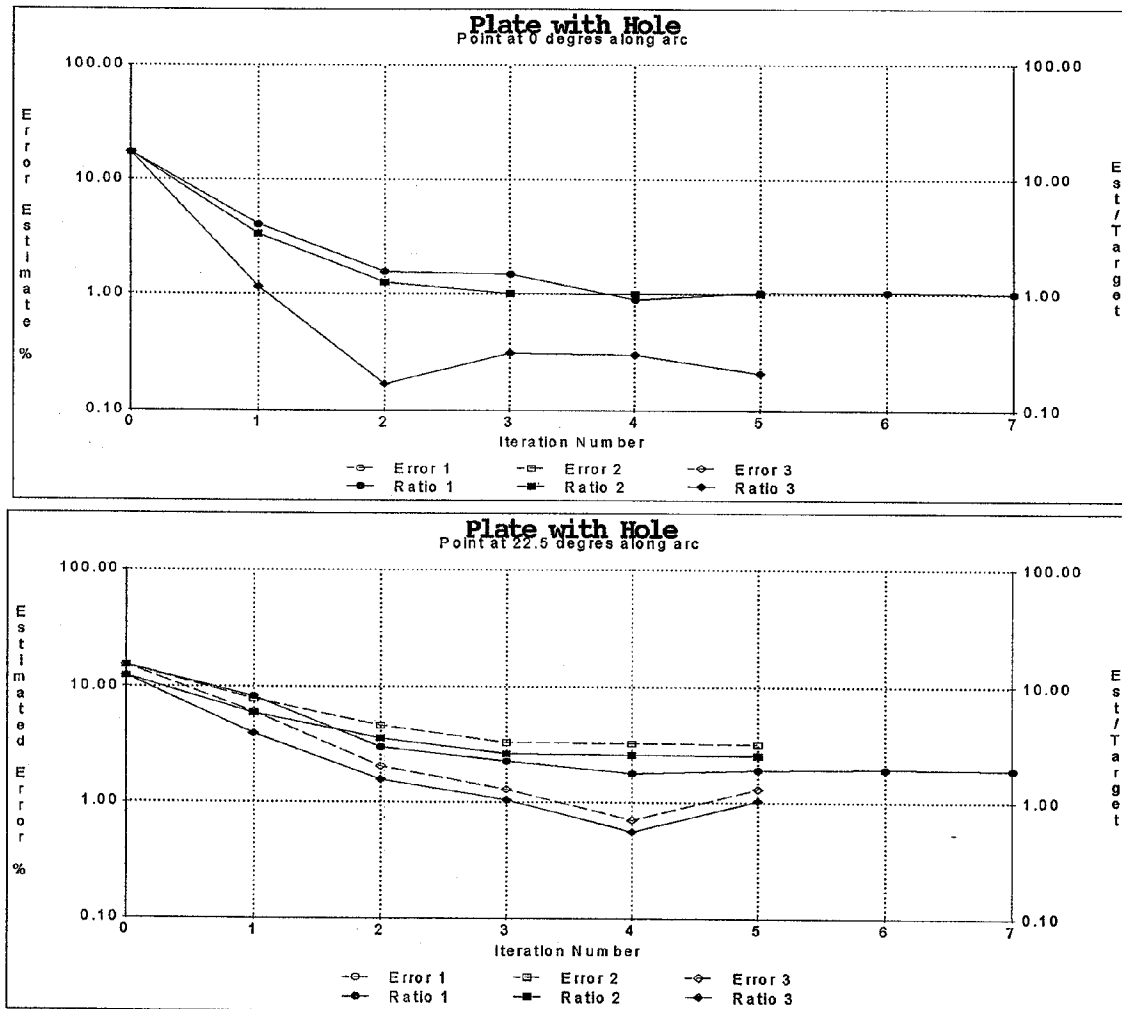 Plate with Hole
Point at 0 degres along arc
100.00
10.00
1.00
0.10
Error Estimate %
100.00
10.00
1.00
0.10
Est/Target
0 1 2 3 4 5 6 7
Iteration Number
Error 1 Error 2 Error 3
Ratio 1 Ratio 2 Ratio 3
Plate with Hole
Point at 22.5 degres along arc
100.00
10.00
1.00
0.10
Estimated Error %
100.00
10.00
1.00
0.10
Est/Target
0 1 2 3 4 5 6 7
Iteration Number
Error 1 Error 2 Error 3
Ratio 1 Ratio 2 Ratio 3